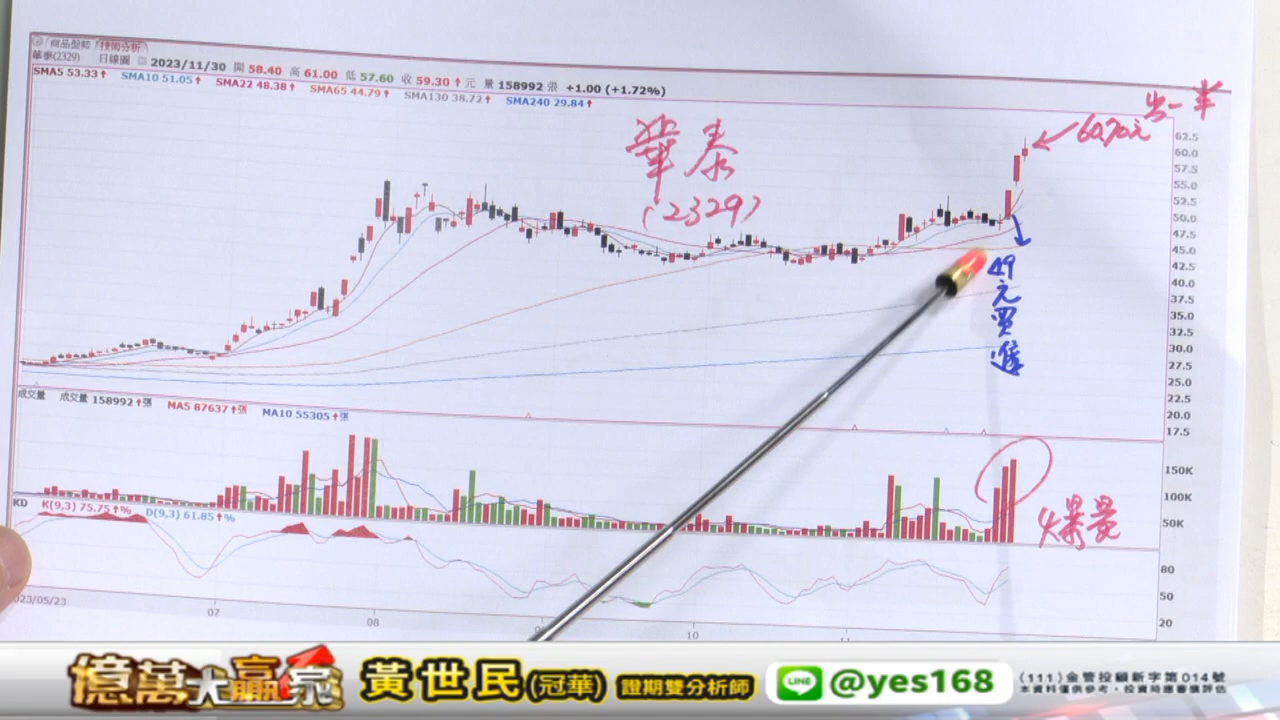 商品盤勢 技術分析
華泰(2329) 日線圖 2023/11/30 開 58.40 高 61.00 低 57.60 收 59.30↑元 量 158992 張 +1.00 (+1.72%)
SMA5 53.33↑ SMA10 51.05↑ SMA22 48.38↑ SMA65 44.79↑ SMA130 38.72↑ SMA240 29.84↑
出一半
60.70元
華泰
(2329)
49元買進
62.5
60.0
57.5
55.0
52.5
50.0
47.5
45.0
42.5
40.0
37.5
35.0
32.5
30.0
27.5
25.0
22.5
20.0
17.5
成交量 成交量 158992↑張 MA5 87637↑張 MA10 55305↑張
150K
100K
50K
爆量
KD K(9,3) 75.75↑% D(9,3) 61.85↑%
80
50
20
023/05/23 07 08 10 11
億萬大贏家 黃世民(冠華) 證期雙分析師 LINE @yes168 (111)金管投顧新字第014號
本資料僅供參考，投資時應審慎評估